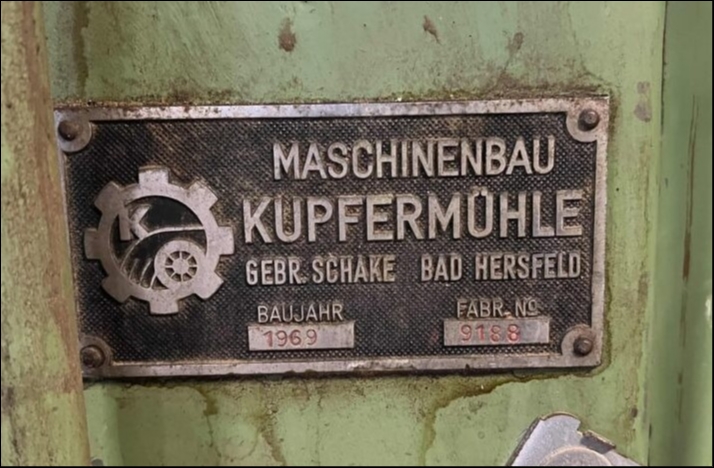 MASCHINENBAU
K
KUPFERMÜHLE
GEBR. SCHAKE BAD HERSFELD
BAUJAHR FABR. No
1969 9188